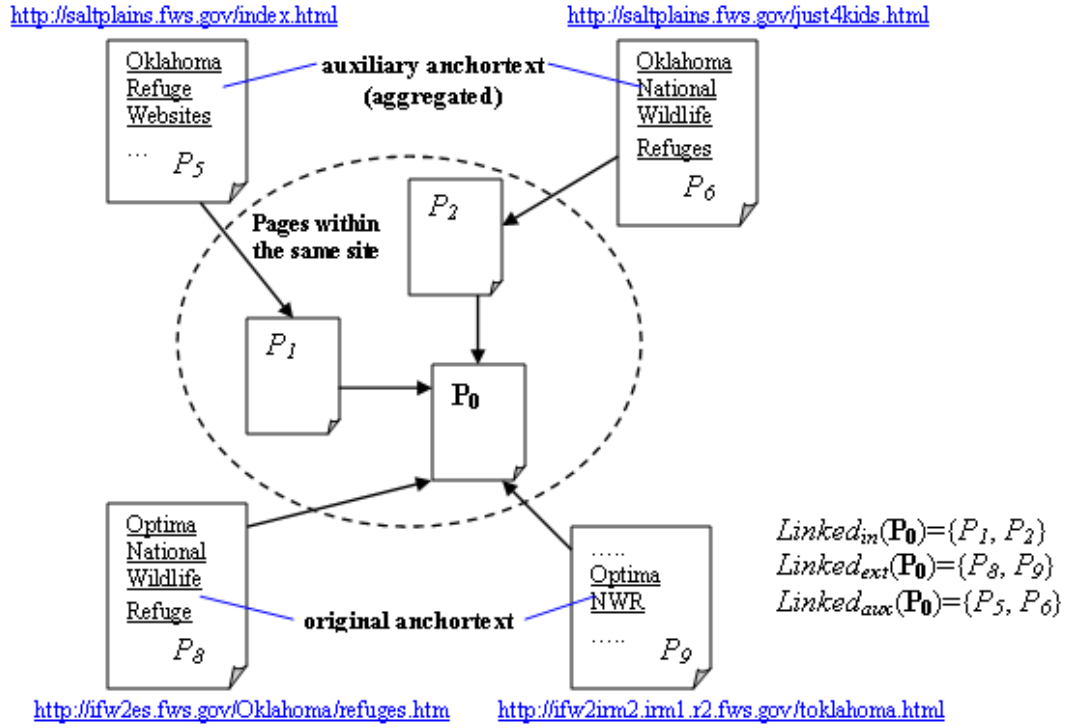 http://saltplains.fws.gov/index.html
http://saltplains.fws.gov/just4kids.html
Oklahoma
Refuge
Websites
...
P5
auxiliary anchortext
(aggregated)
Oklahoma
National
Wildlife
Refuges
P6
Pages within
the same site
P2
P1
P0
Optima
National
Wildlife
Refuge
P8
original anchortext
.....
Optima
NWR
.....
P9
Linkedin(P0)={P1, P2}
Linkedext(P0)={P8, P9}
Linkedaux(P0)={P5, P6}
http://ifw2es.fws.gov/Oklahoma/refuges.htm
http://ifw2irm2.irm1.r2.fws.gov/toklahoma.html